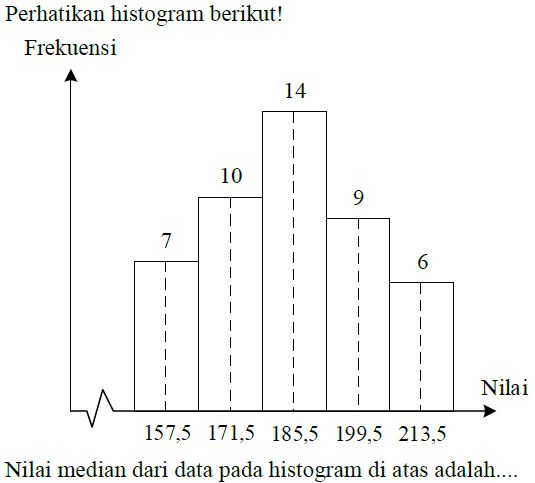 Perhatikan histogram berikut!
Frekuensi
14
10
9
7
6
Nilai
157,5 171,5 185,5 199,5 213,5
Nilai median dari data pada histogram di atas adalah....